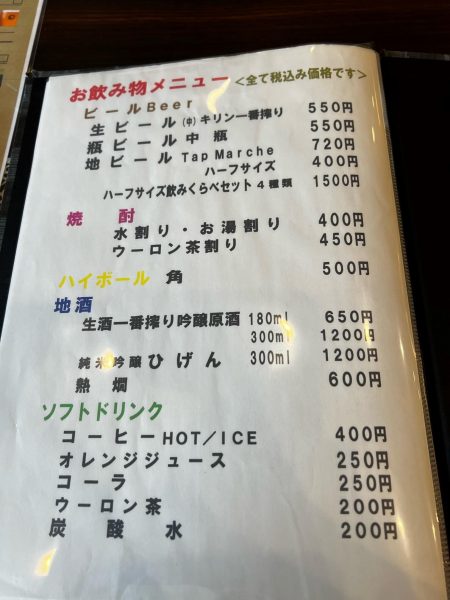 お飲み物メニュー <全て税込み価格です>
ビールBeer
生ビール(中)キリン一番搾り 550円
瓶ビール中瓶 550円
地ビール Tap Marche 720円
ハーフサイズ 400円
ハーフサイズ飲みくらべセット 4種類 1500円
焼酎
水割り・お湯割り 400円
ウーロン茶割り 450円
ハイボール 角 500円
地酒
生酒一番搾り吟醸原酒 180ml 650円
300ml 1200円
純米吟醸 ひげん 300ml 1200円
熱燗 600円
ソフトドリンク
コーヒーHOT/ICE 400円
オレンジジュース 250円
コーラ 250円
ウーロン茶 200円
炭酸水 200円